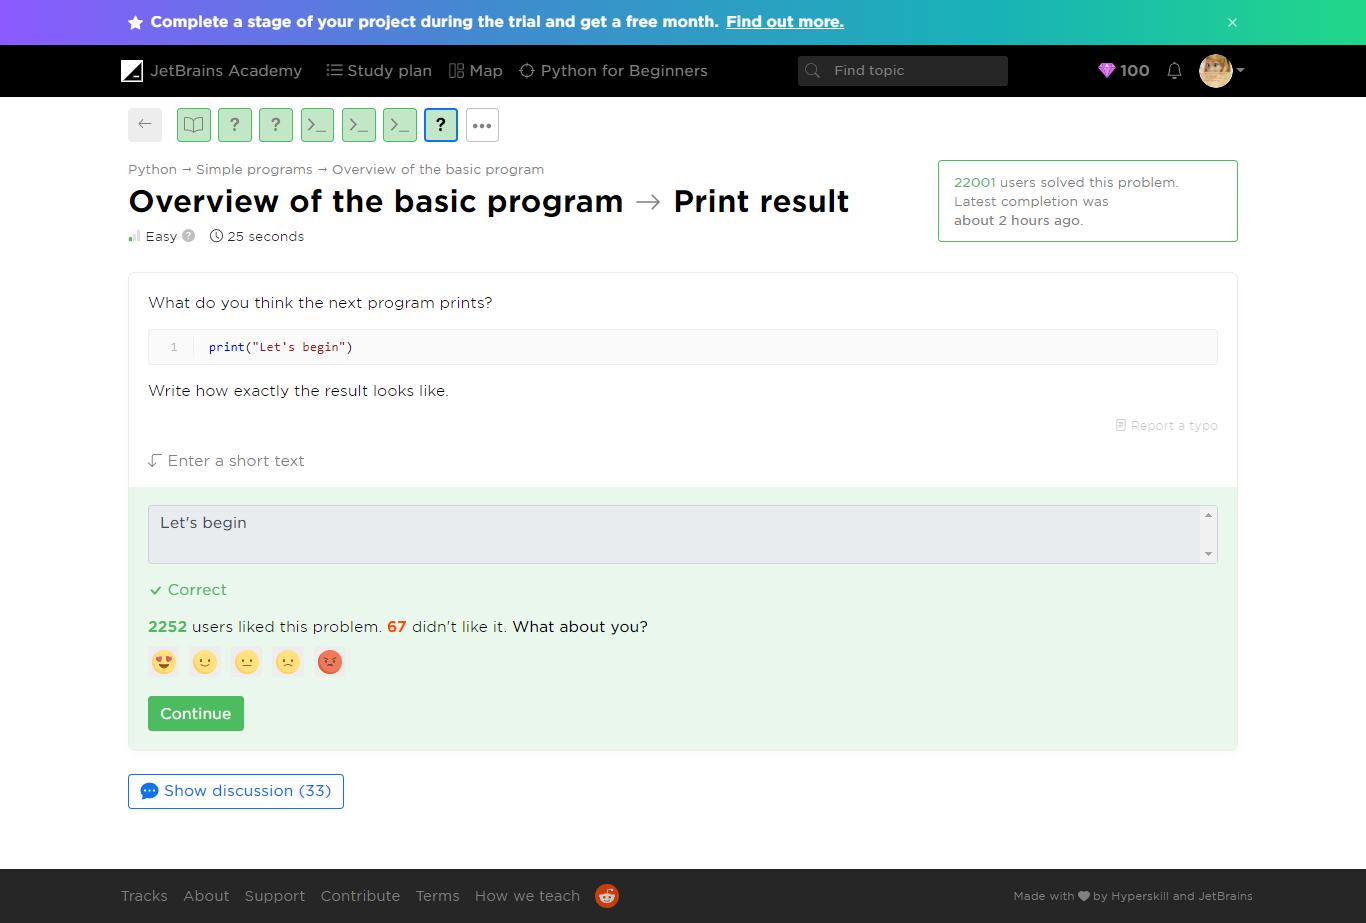 Complete a stage of your project during the trial and get a free month. Find out more. ×
JetBrains Academy Study plan Map Python for Beginners Find topic 100
? ? >_ >_ >_ ? •••
Python → Simple programs → Overview of the basic program
Overview of the basic program → Print result
Easy ? 25 seconds
22001 users solved this problem.
Latest completion was
about 2 hours ago.
What do you think the next program prints?
1 print("Let's begin")
Write how exactly the result looks like.
Report a typo
Enter a short text
Let's begin
Correct
2252 users liked this problem. 67 didn't like it. What about you?
Continue
Show discussion (33)
Tracks About Support Contribute Terms How we teach Made with ♥ by Hyperskill and JetBrains